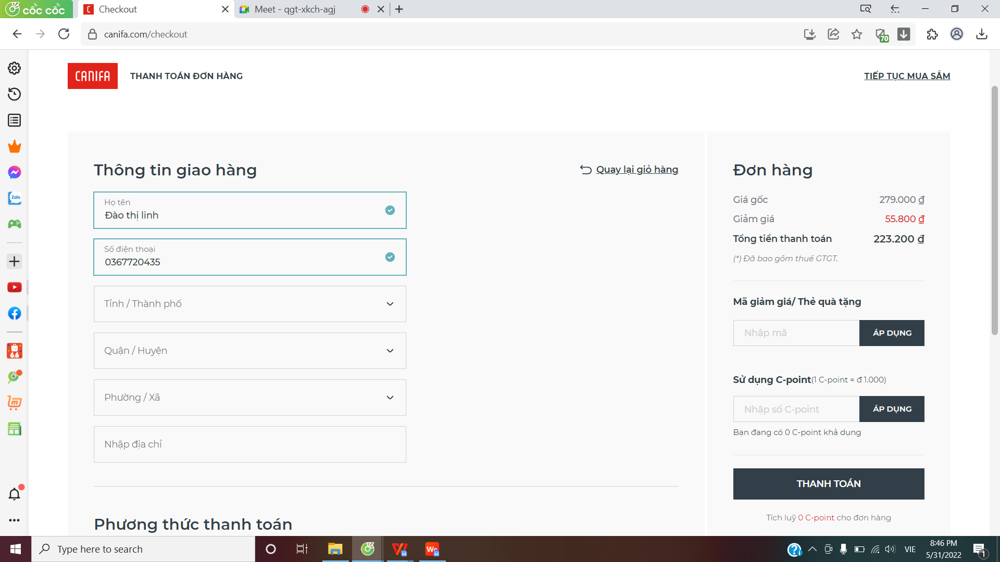 cốc cốc
Checkout
Meet - qgt-xkch-agj
canifa.com/checkout
70
CANIFA
THANH TOÁN ĐƠN HÀNG
TIẾP TỤC MUA SẮM
Thông tin giao hàng
Quay lại giỏ hàng
Họ tên
Đào thị linh
Số điện thoại
0367720435
Tỉnh / Thành phố
Quận / Huyện
Phường / Xã
Nhập địa chỉ
Phương thức thanh toán
Đơn hàng
Giá gốc 279.000 ₫
Giảm giá 55.800 ₫
Tổng tiền thanh toán 223.200 ₫
(*) Đã bao gồm thuế GTGT.
Mã giảm giá/ Thẻ quà tặng
Nhập mã ÁP DỤNG
Sử dụng C-point(1 C-point = đ 1.000)
Nhập số C-point ÁP DỤNG
Bạn đang có 0 C-point khả dụng
THANH TOÁN
Tích luỹ 0 C-point cho đơn hàng
Zalo
6.6
Type here to search
VIE
8:46 PM
5/31/2022
1